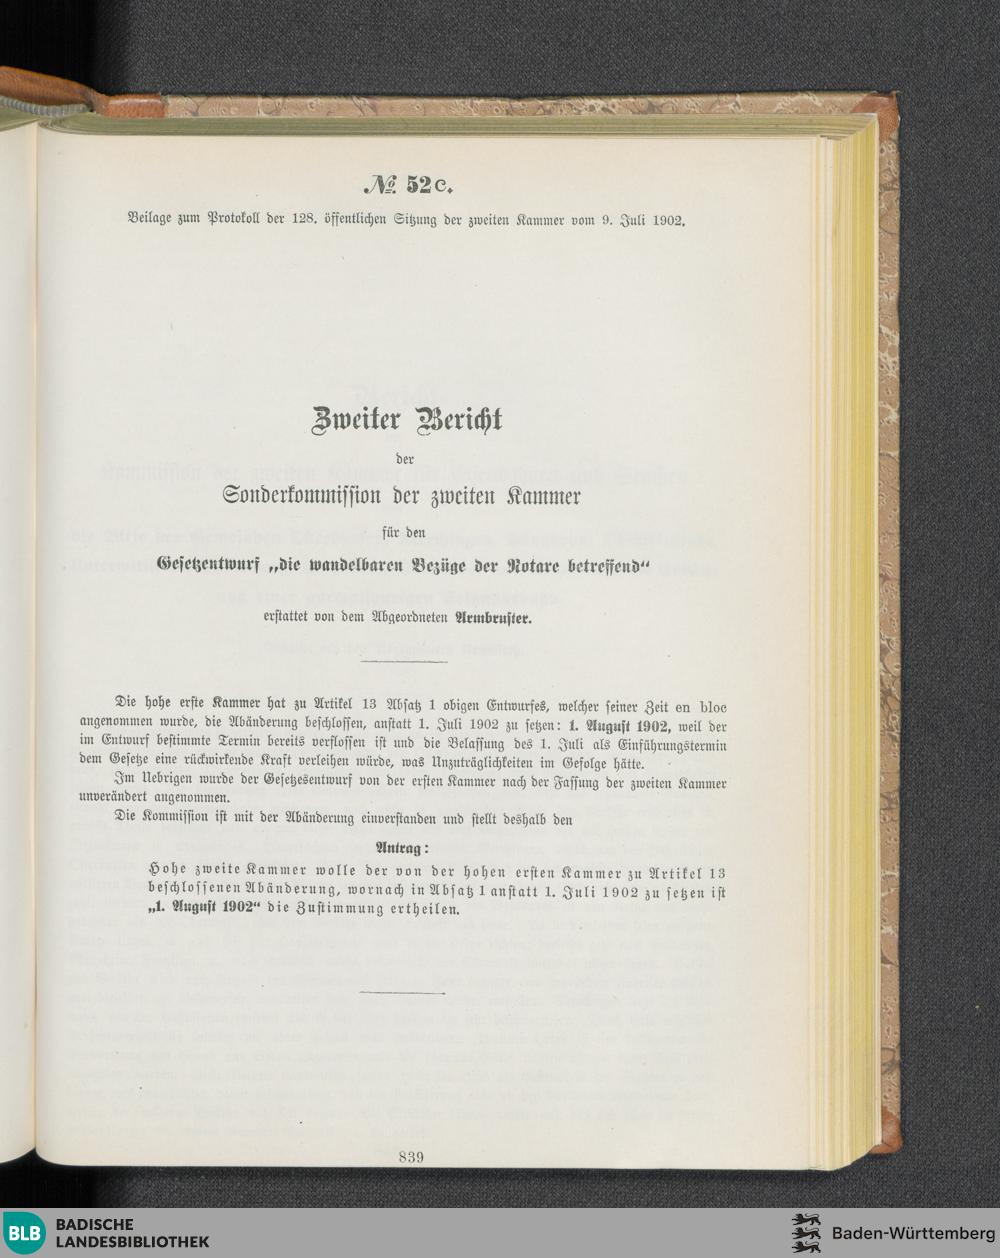 № 52c.
Beilage zum Protokoll der 128. öffentlichen Sitzung der zweiten Kammer vom 9. Juli 1902.
Zweiter Bericht
der
Sonderkommission der zweiten Kammer
für den
Gesetzentwurf „die wandelbaren Bezüge der Notare betreffend“
erstattet von dem Abgeordneten Armbruster.
Die hohe erste Kammer hat zu Artikel 13 Absatz 1 obigen Entwurfes, welcher seiner Zeit en bloc
angenommen wurde, die Abänderung beschlossen, anstatt 1. Juli 1902 zu setzen: 1. August 1902, weil der
im Entwurf bestimmte Termin bereits verflossen ist und die Belassung des 1. Juli als Einführungstermin
dem Gesetze eine rückwirkende Kraft verleihen würde, was Unzuträglichkeiten im Gefolge hätte.
Im Uebrigen wurde der Gesetzesentwurf von der ersten Kammer nach der Fassung der zweiten Kammer
unverändert angenommen.
Die Kommission ist mit der Abänderung einverstanden und stellt deshalb den
Antrag:
Hohe zweite Kammer wolle der von der hohen ersten Kammer zu Artikel 13
beschlossenen Abänderung, wornach in Absatz 1 anstatt 1. Juli 1902 zu setzen ist
„1. August 1902“ die Zustimmung ertheilen.
839
BLB BADISCHE
LANDESBIBLIOTHEK
Baden-Württemberg